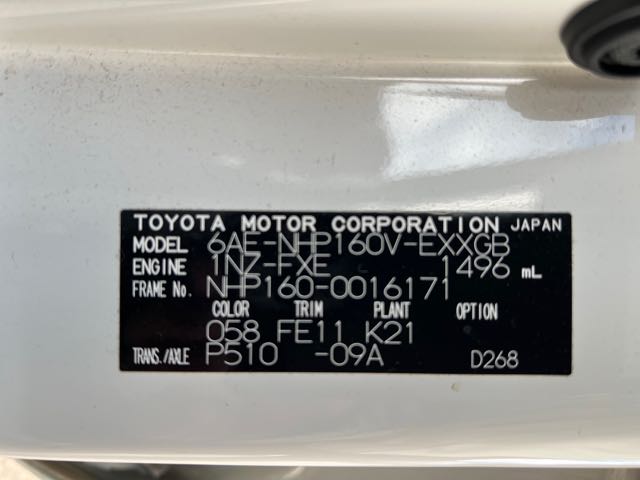 TOYOTA MOTOR CORPORATION JAPAN
MODEL 6AE-NHP160V-EXXGB
ENGINE 1NZ-FXE 1496 mL
FRAME No. NHP160-0016171
COLOR TRIM PLANT OPTION
058 FE11 K21
TRANS./AXLE P510 -09A D268